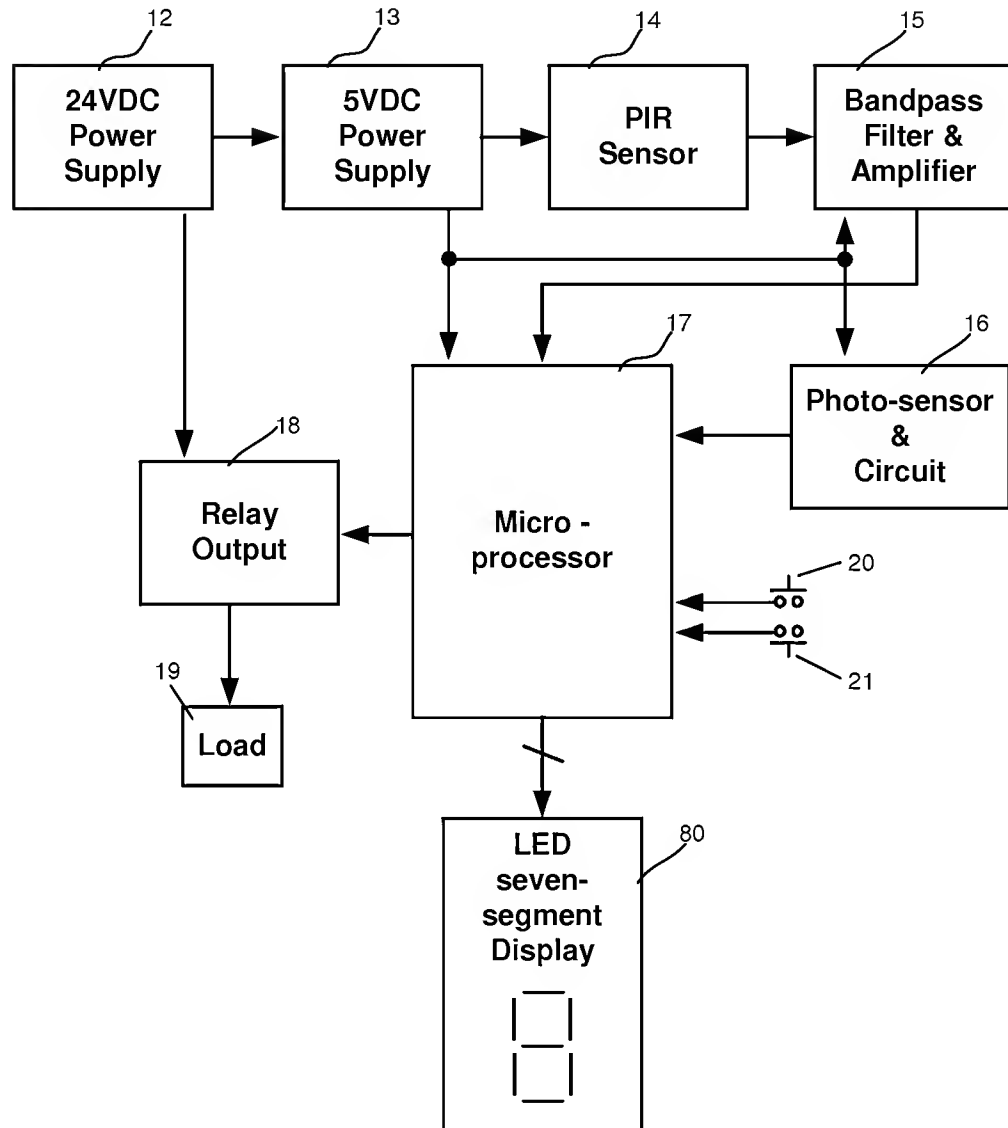 12
13
14
15
24VDC
Power
Supply
5VDC
Power
Supply
PIR
Sensor
Bandpass
Filter &
Amplifier
17
16
Photo-sensor
&
Circuit
18
Relay
Output
Micro -
processor
20
21
19
Load
80
LED
seven-
segment
Display